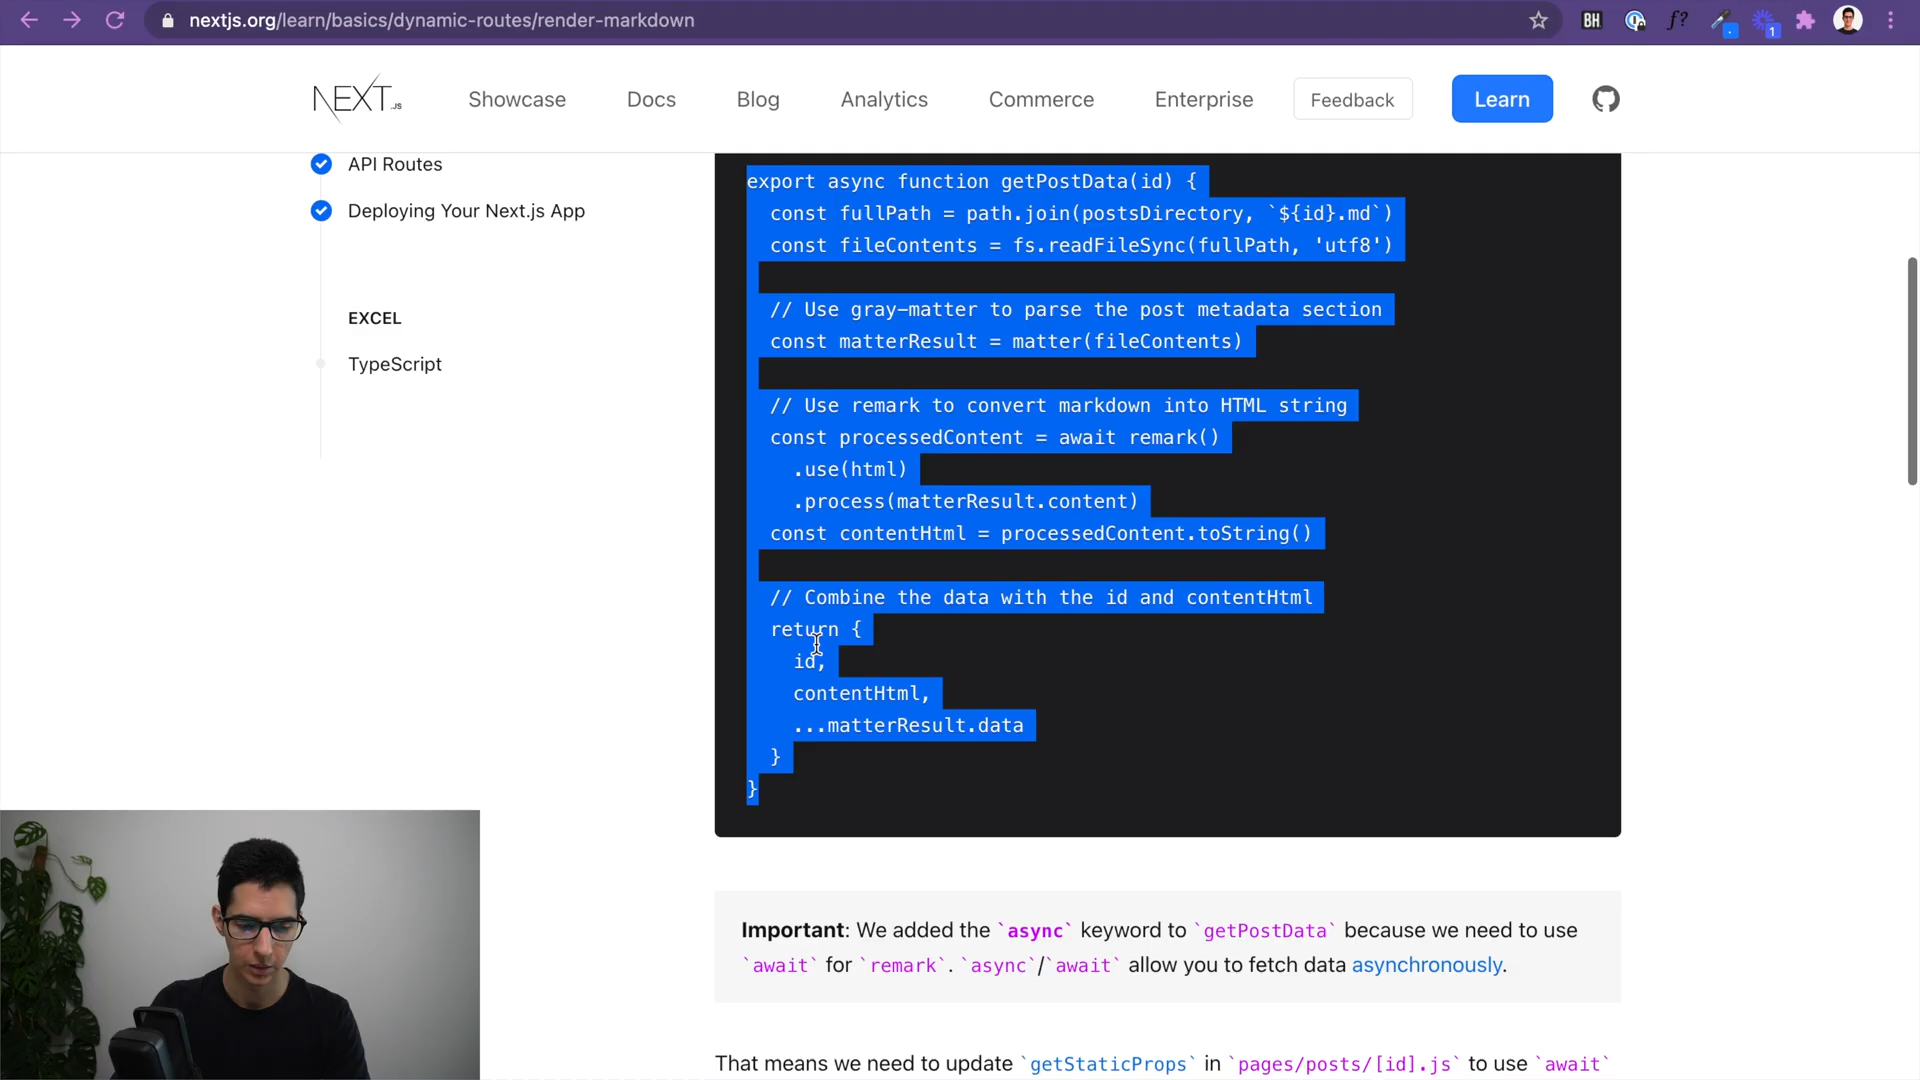 nextjs.org/learn/basics/dynamic-routes/render-markdown
BH
f?
1
NEXT.JS
Showcase
Docs
Blog
Analytics
Commerce
Enterprise
Feedback
Learn
API Routes
Deploying Your Next.js App
EXCEL
TypeScript
export async function getPostData(id) {
const fullPath = path.join(postsDirectory, `${id}.md`)
const fileContents = fs.readFileSync(fullPath, 'utf8')
// Use gray-matter to parse the post metadata section
const matterResult = matter(fileContents)
// Use remark to convert markdown into HTML string
const processedContent = await remark()
.use(html)
.process(matterResult.content)
const contentHtml = processedContent.toString()
// Combine the data with the id and contentHtml
return {
id,
contentHtml,
...matterResult.data
}
}
Important: We added the `async` keyword to `getPostData` because we need to use
`await` for `remark`. `async`/`await` allow you to fetch data asynchronously.
That means we need to update `getStaticProps` in `pages/posts/[id].js` to use `await`